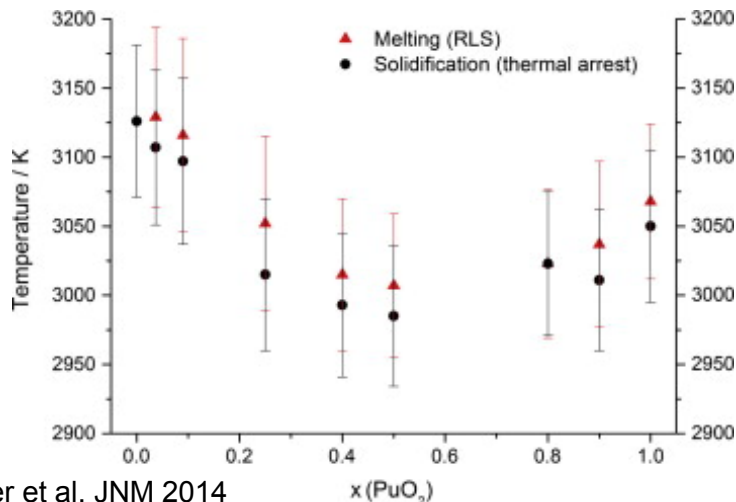 3200
3150
3100
3050
3000
2950
2900
Temperature / K
Melting (RLS)
Solidification (thermal arrest)
3200
3150
3100
3050
3000
2950
2900
0.0 0.2 0.4 0.6 0.8 1.0
x (PuO₂)
et al. JNM 2014